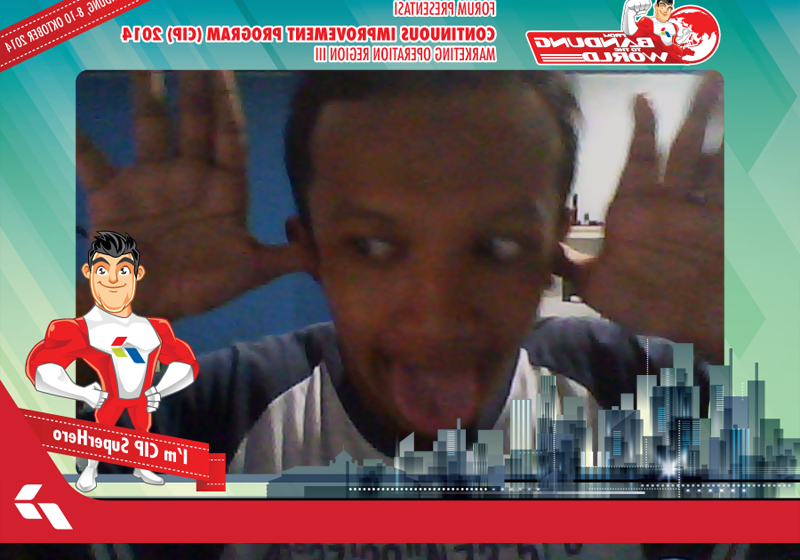 DUNG 8-10 OKTOBER 2014
FORUM PRESENTASI
CONTINUOUS IMPROVEMENT PROGRAM (CIP) 2014
MARKETING OPERATION REGION III
FROM
BANDUNG
TO THE
WORLD
I'm CIP SuperHero